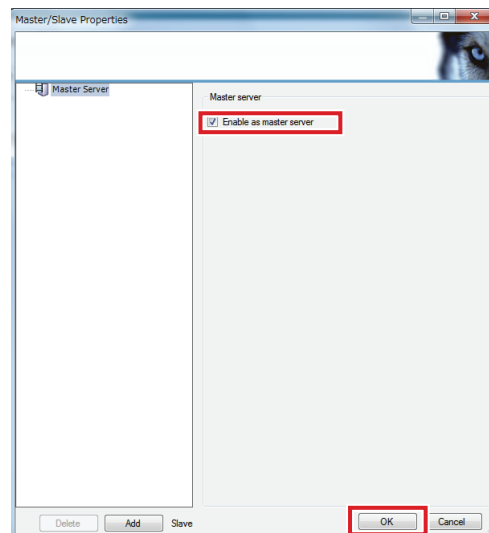 Master/Slave Properties
Master Server
Master server
Enable as master server
Delete Add Slave OK Cancel